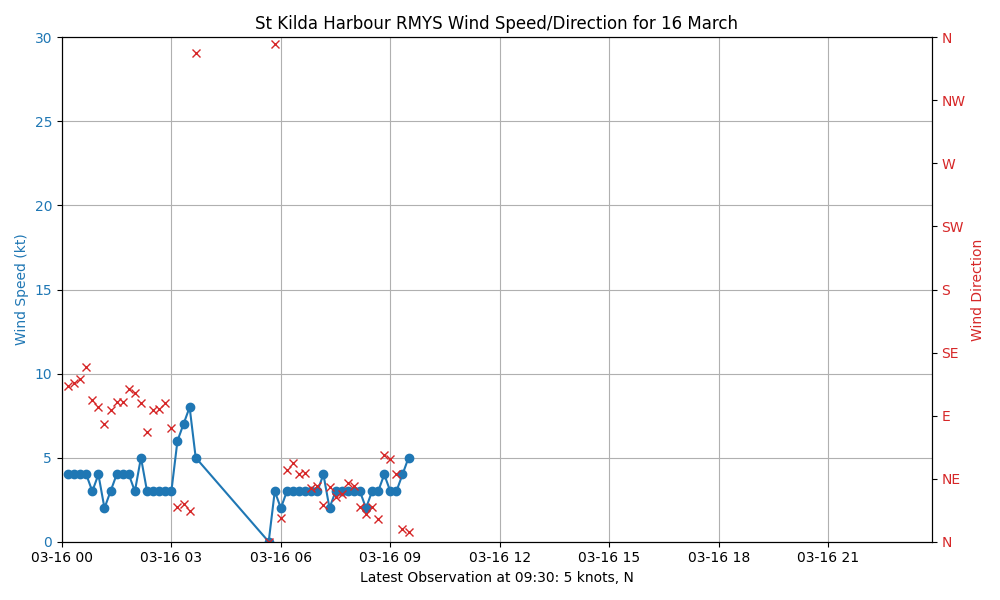 St Kilda Harbour RMYS Wind Speed/Direction for 16 March
30
25
20
15
10
5
0
Wind Speed (kt)
N
NW
W
SW
S
SE
E
NE
N
Wind Direction
03-16 00
03-16 03
03-16 06
03-16 09
03-16 12
03-16 15
03-16 18
03-16 21
Latest Observation at 09:30: 5 knots, N